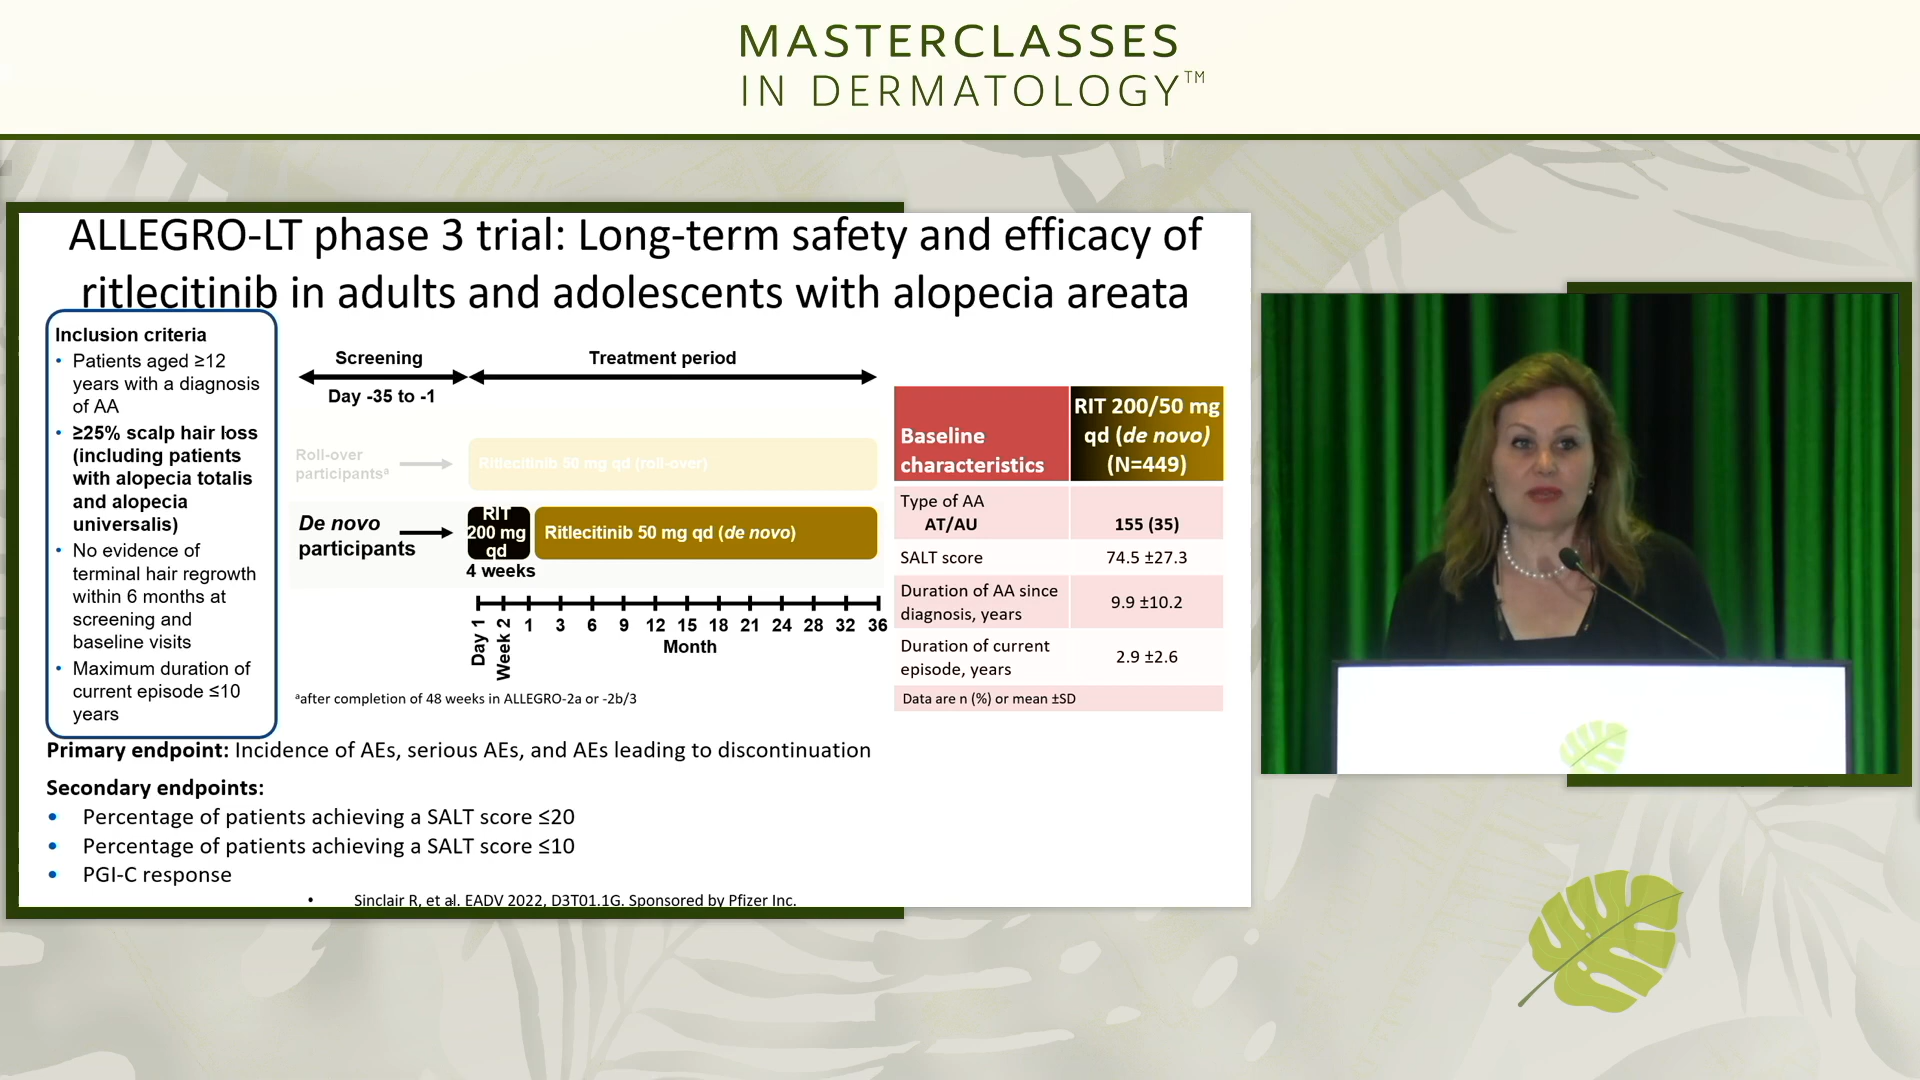 MASTERCLASSES
IN DERMATOLOGY™
ALLEGRO-LT phase 3 trial: Long-term safety and efficacy of
ritlecitinib in adults and adolescents with alopecia areata
Inclusion criteria
• Patients aged ≥12
years with a diagnosis
of AA
• ≥25% scalp hair loss
(including patients
with alopecia totalis
and alopecia
universalis)
• No evidence of
terminal hair regrowth
within 6 months at
screening and
baseline visits
• Maximum duration of
current episode ≤10
years
Screening
Treatment period
Day -35 to -1
Roll-over
participantsᵃ
Ritlecitinib 50 mg qd (roll-over)
De novo
participants
RIT
200 mg
qd
Ritlecitinib 50 mg qd (de novo)
4 weeks
Day 1 Week 2 1 3 6 9 12 15 18 21 24 28 32 36
Month
ᵃafter completion of 48 weeks in ALLEGRO-2a or -2b/3
Baseline
characteristics
RIT 200/50 mg
qd (de novo)
(N=449)
Type of AA
AT/AU 155 (35)
SALT score 74.5 ±27.3
Duration of AA since
diagnosis, years
9.9 ±10.2
Duration of current
episode, years
2.9 ±2.6
Data are n (%) or mean ±SD
Primary endpoint: Incidence of AEs, serious AEs, and AEs leading to discontinuation
Secondary endpoints:
• Percentage of patients achieving a SALT score ≤20
• Percentage of patients achieving a SALT score ≤10
• PGI-C response
• Sinclair R, et al. EADV 2022, D3T01.1G. Sponsored by Pfizer Inc.